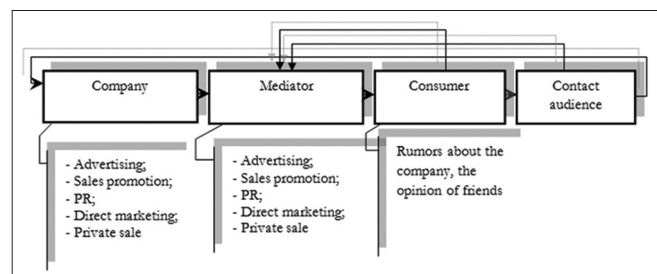 Company
Mediator
Consumer
Contact
audience
- Advertising;
- Sales promotion;
- PR;
- Direct marketing;
- Private sale
- Advertising;
- Sales promotion;
- PR;
- Direct marketing;
- Private sale
Rumors about the
company, the
opinion of friends